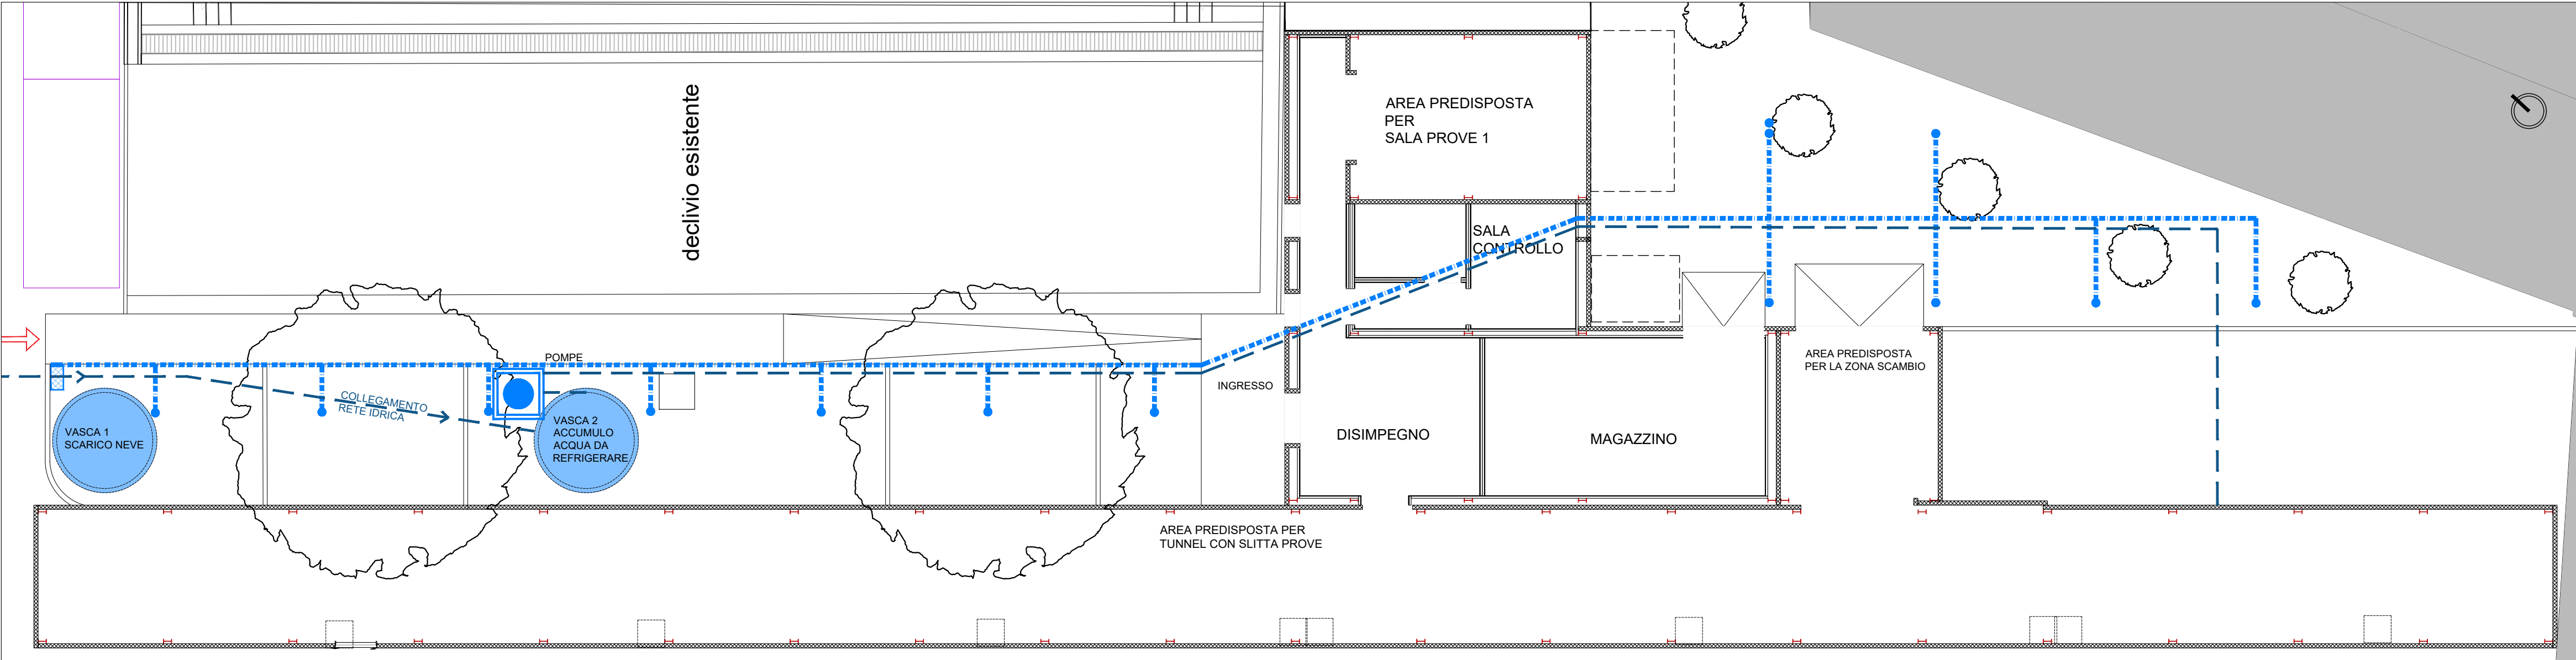 declivio esistente
AREA PREDISPOSTA
PER
SALA PROVE 1
SALA
CONTROLLO
POMPE
INGRESSO
AREA PREDISPOSTA
PER LA ZONA SCAMBIO
COLLEGAMENTO
RETE IDRICA
VASCA 1
SCARICO NEVE
VASCA 2
ACCUMULO
ACQUA DA
REFRIGERARE
DISIMPEGNO
MAGAZZINO
AREA PREDISPOSTA PER
TUNNEL CON SLITTA PROVE